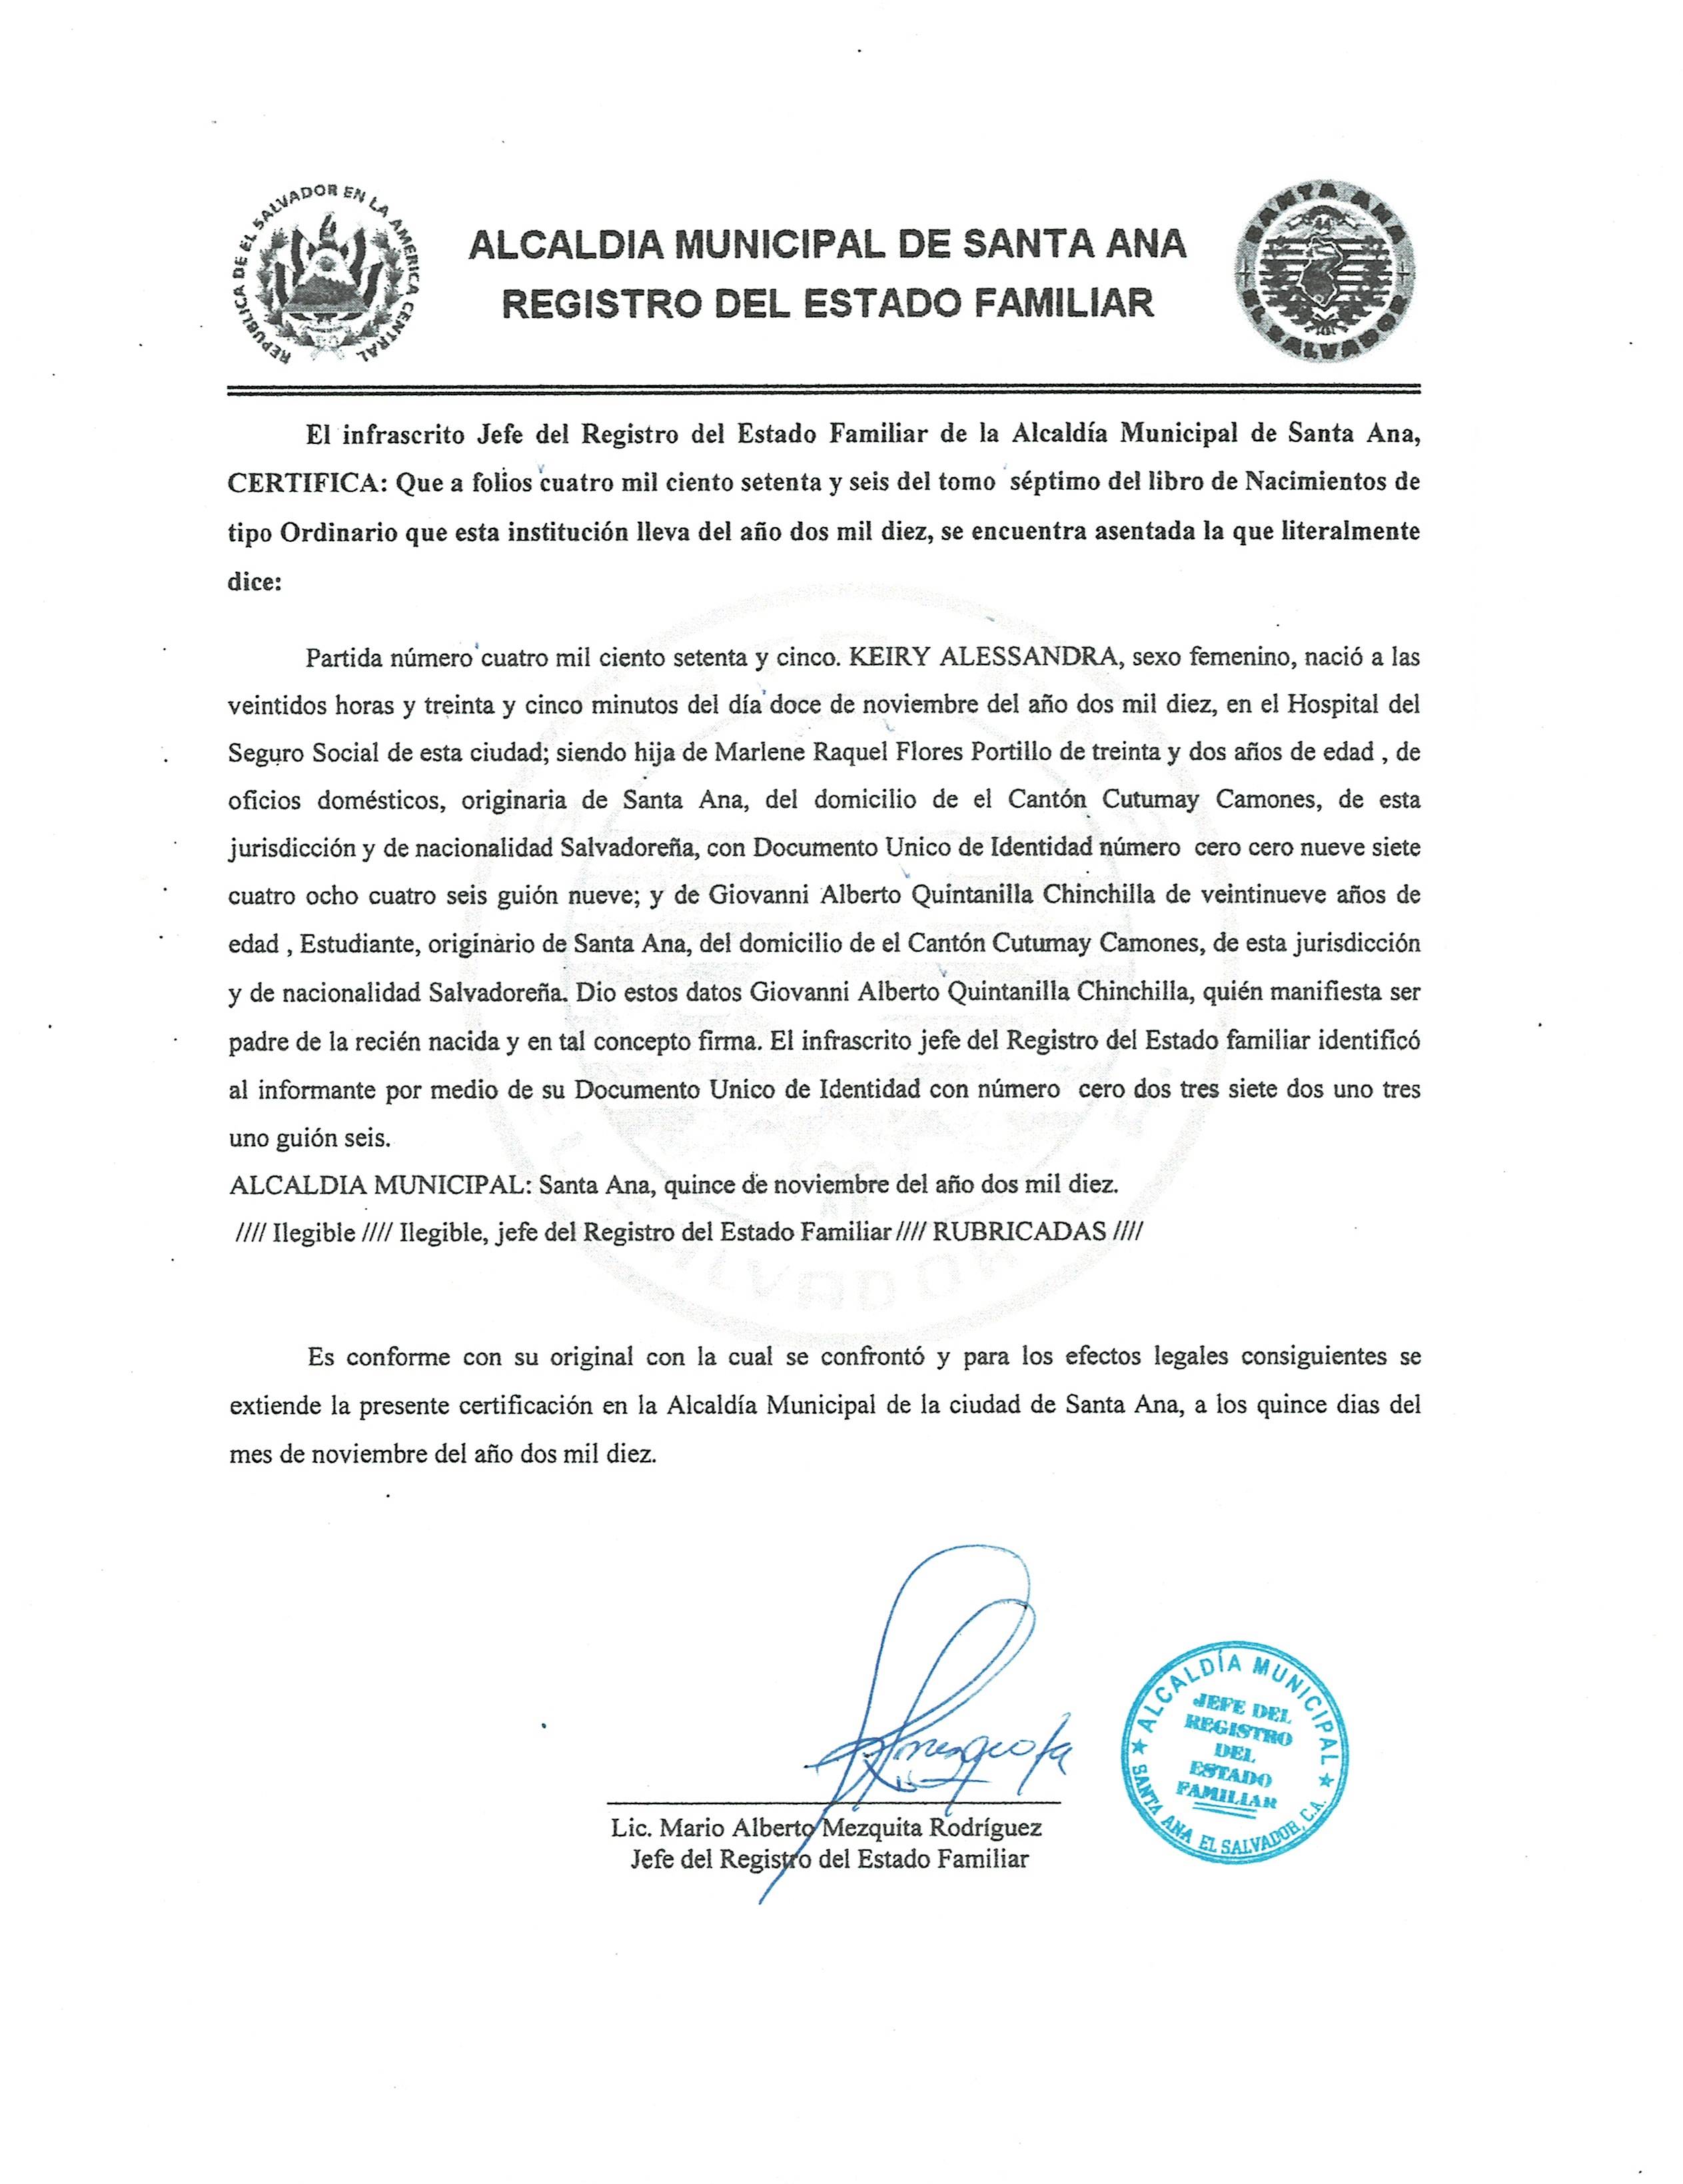 REPUBLICA DE EL SALVADOR EN LA AMERICA CENTRAL
ALCALDIA MUNICIPAL DE SANTA ANA
REGISTRO DEL ESTADO FAMILIAR
SANTA ANA
EL SALVADOR
El infrascrito Jefe del Registro del Estado Familiar de la Alcaldía Municipal de Santa Ana,
CERTIFICA: Que a folios cuatro mil ciento setenta y seis del tomo séptimo del libro de Nacimientos de
tipo Ordinario que esta institución lleva del año dos mil diez, se encuentra asentada la que literalmente
dice:
Partida número cuatro mil ciento setenta y cinco. KEIRY ALESSANDRA, sexo femenino, nació a las
veintidos horas y treinta y cinco minutos del día doce de noviembre del año dos mil diez, en el Hospital del
Seguro Social de esta ciudad; siendo hija de Marlene Raquel Flores Portillo de treinta y dos años de edad , de
oficios domésticos, originaria de Santa Ana, del domicilio de el Cantón Cutumay Camones, de esta
jurisdicción y de nacionalidad Salvadoreña, con Documento Unico de Identidad número cero cero nueve siete
cuatro ocho cuatro seis guión nueve; y de Giovanni Alberto Quintanilla Chinchilla de veintinueve años de
edad , Estudiante, originario de Santa Ana, del domicilio de el Cantón Cutumay Camones, de esta jurisdicción
y de nacionalidad Salvadoreña. Dio estos datos Giovanni Alberto Quintanilla Chinchilla, quién manifiesta ser
padre de la recién nacida y en tal concepto firma. El infrascrito jefe del Registro del Estado familiar identificó
al informante por medio de su Documento Unico de Identidad con número cero dos tres siete dos uno tres
uno guión seis.
ALCALDIA MUNICIPAL: Santa Ana, quince de noviembre del año dos mil diez.
//// Ilegible //// Ilegible, jefe del Registro del Estado Familiar //// RUBRICADAS ////
Es conforme con su original con la cual se confrontó y para los efectos legales consiguientes se
extiende la presente certificación en la Alcaldía Municipal de la ciudad de Santa Ana, a los quince dias del
mes de noviembre del año dos mil diez.
Lic. Mario Alberto Mezquita Rodríguez
Jefe del Registro del Estado Familiar
ALCALDÍA MUNICIPAL
JEFE DEL
REGISTRO
DEL
ESTADO
FAMILIAR
SANTA ANA EL SALVADOR, C.A.